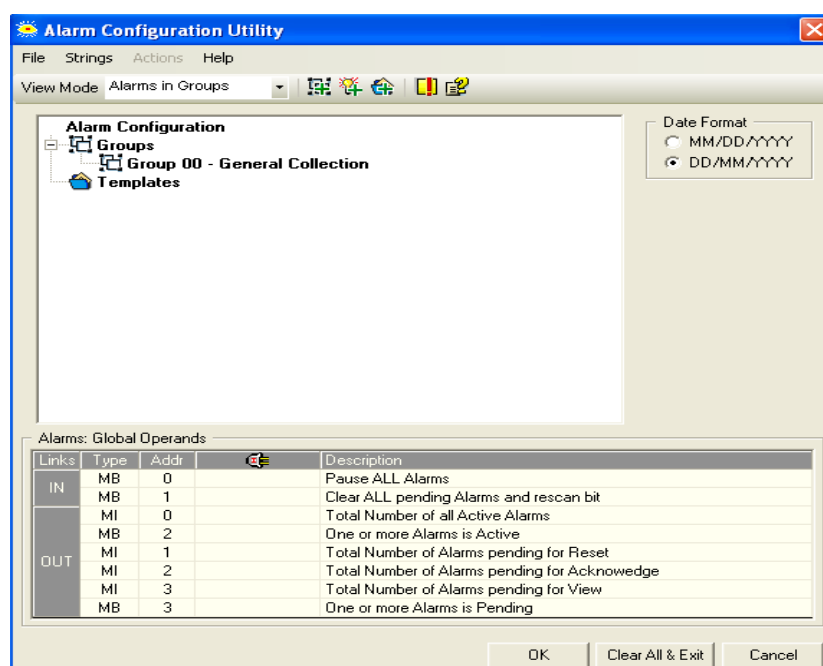 Alarm Configuration Utility
File Strings Actions Help
View Mode Alarms in Groups
Alarm Configuration
Groups
Group 00 - General Collection
Templates
Date Format
MM/DD/YYYY
DD/MM/YYYY
Alarms: Global Operands
Links Type Addr Description
IN
MB 0 Pause ALL Alarms
MB 1 Clear ALL pending Alarms and rescan bit
OUT
MI 0 Total Number of all Active Alarms
MB 2 One or more Alarms is Active
MI 1 Total Number of Alarms pending for Reset
MI 2 Total Number of Alarms pending for Acknowedge
MI 3 Total Number of Alarms pending for View
MB 3 One or more Alarms is Pending
OK Clear All & Exit Cancel